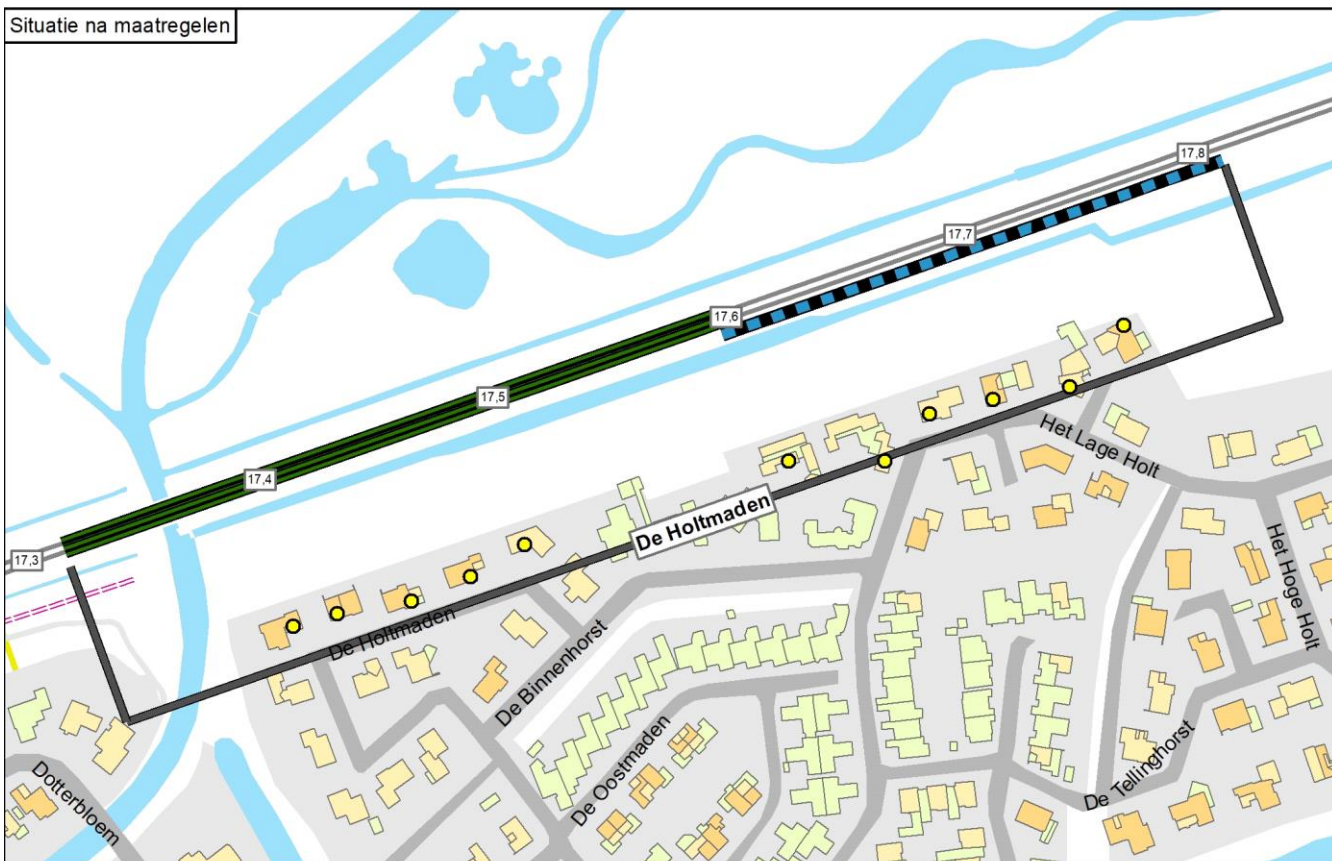 Situatie na maatregelen
17,8
17,7
17,6
17,5
17,4
17,3
Het Lage Holt
De Holtmaden
Het Hoge Holt
De Holtmaden
De Binnenhorst
De Oostmaden
De Tellinghorst
Dotterbloem